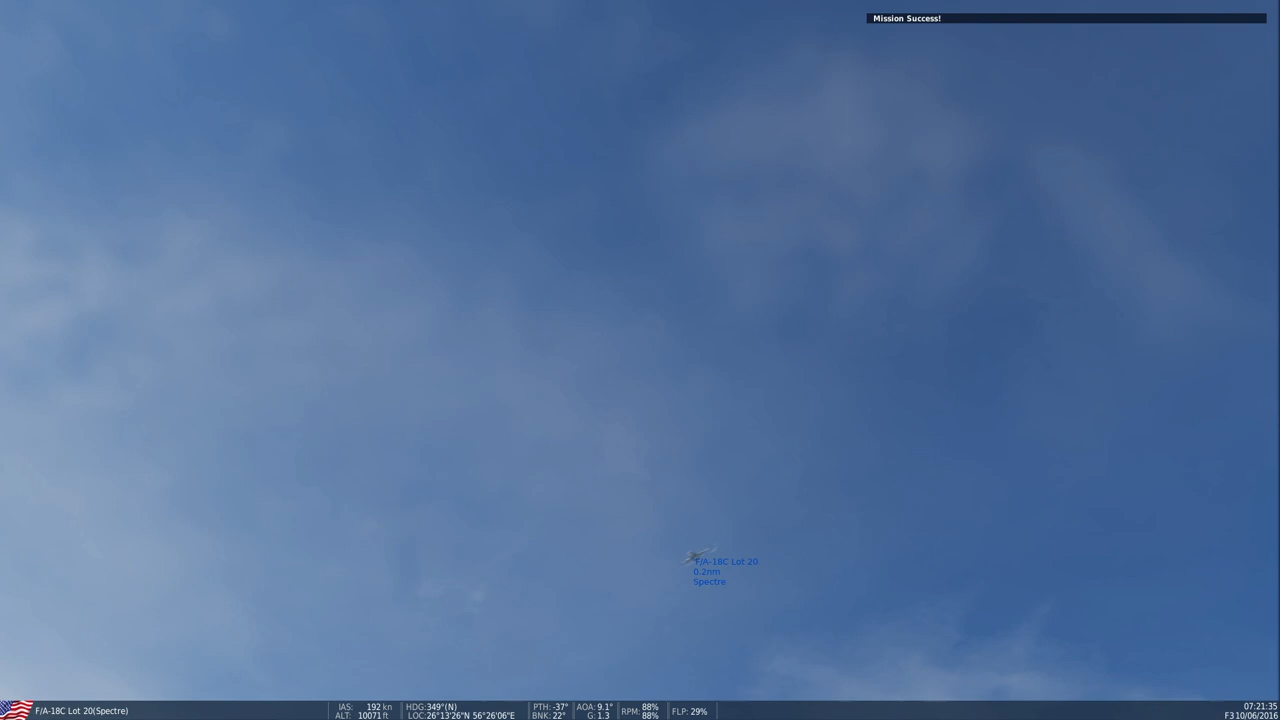 Mission Success!
F/A-18C Lot 20
0.2nm
Spectre
F/A-18C Lot 20(Spectre)
IAS: 192 kn
ALT: 10071 ft
HDG:349°(N)
LOC:26°13'26"N 56°26'06"E
PTH: -37°
BNK: 22°
AOA: 9.1°
G: 1.3
RPM: 88%
88%
FLP: 29%
07:21:35
F3 10/06/2016